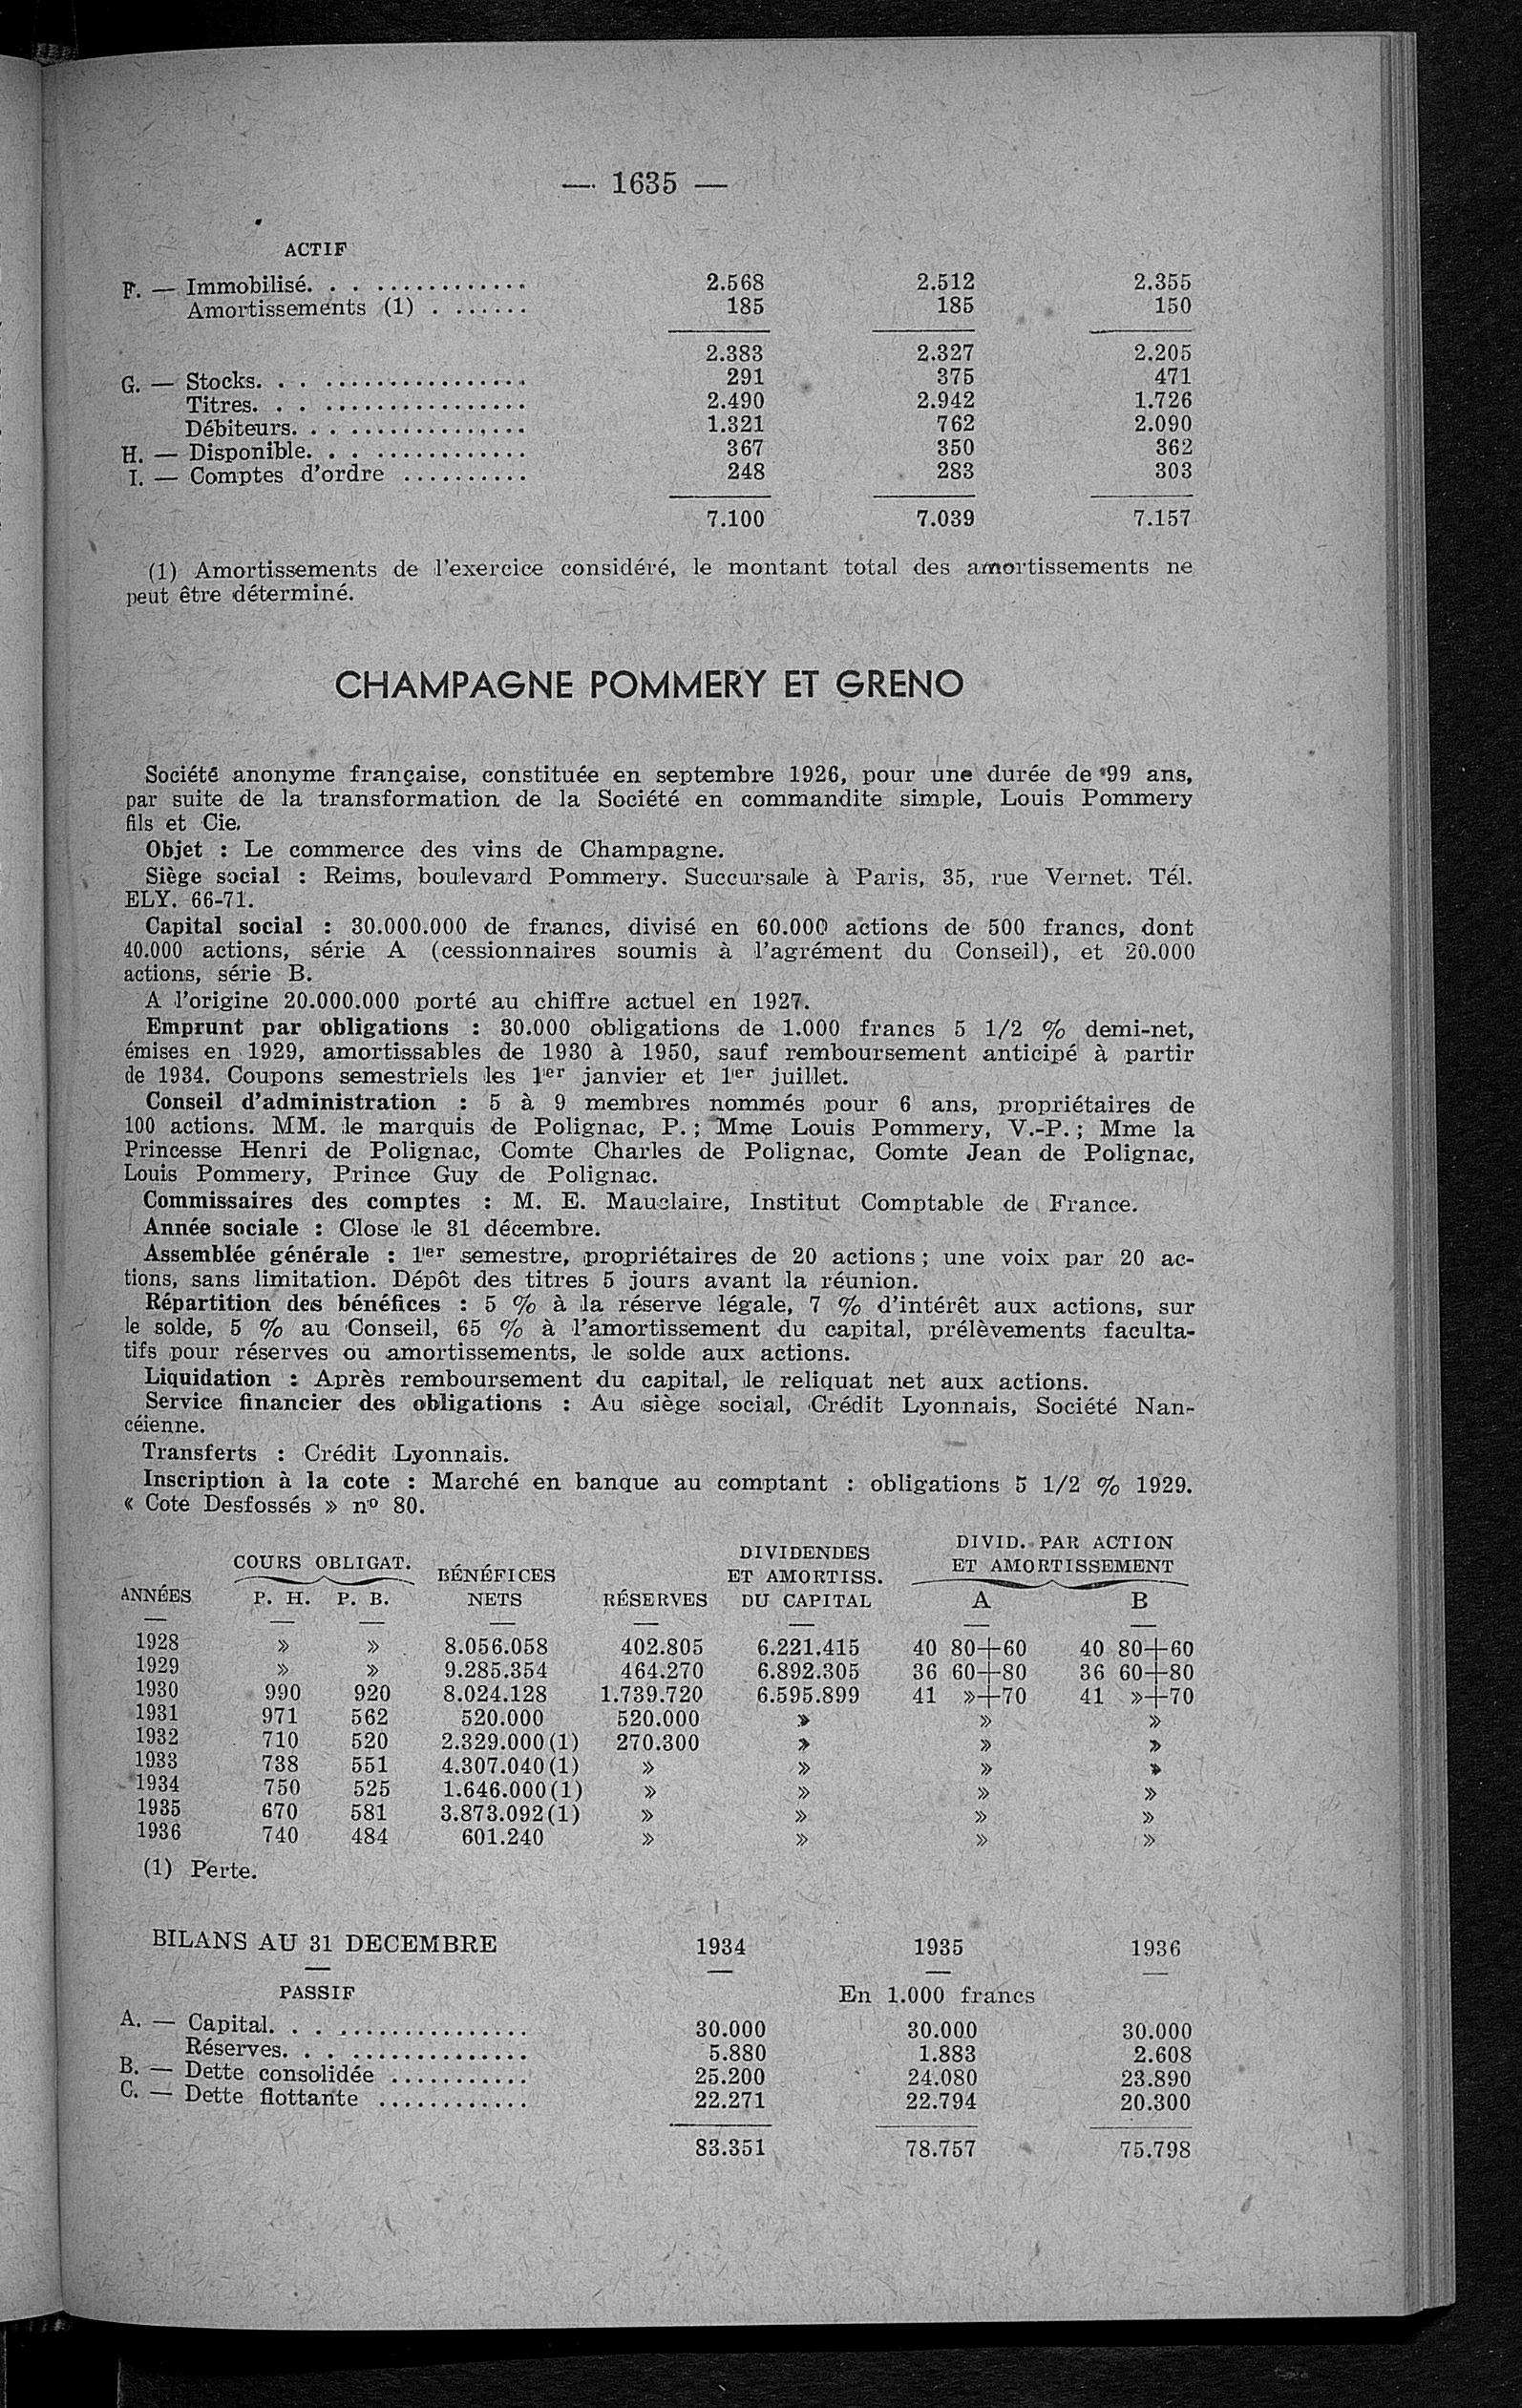 — 1635 —
ACTIF
F. — Immobilisé. . . . . . . . . . . . . . . 2.568 2.512 2.355
Amortissements (1) . . . . . . . 185 185 150
2.383 2.327 2.205
G. — Stocks. . . . . . . . . . . . . . . . . . . 291 375 471
Titres. . . . . . . . . . . . . . . . . . . 2.490 2.942 1.726
Débiteurs. . . . . . . . . . . . . . . . . 1.321 762 2.090
H. — Disponible. . . . . . . . . . . . . . . 367 350 362
I. — Comptes d'ordre . . . . . . . . . . 248 283 303
7.100 7.039 7.157
(1) Amortissements de l'exercice considéré, le montant total des amortissements ne
peut être déterminé.
CHAMPAGNE POMMERY ET GRENO
Société anonyme française, constituée en septembre 1926, pour une durée de 99 ans,
par suite de la transformation de la Société en commandite simple, Louis Pommery
fils et Cie.
Objet : Le commerce des vins de Champagne.
Siège social : Reims, boulevard Pommery. Succursale à Paris, 35, rue Vernet. Tél.
ELY. 66-71.
Capital social : 30.000.000 de francs, divisé en 60.000 actions de 500 francs, dont
40.000 actions, série A (cessionnaires soumis à l'agrément du Conseil), et 20.000
actions, série B.
A l'origine 20.000.000 porté au chiffre actuel en 1927.
Emprunt par obligations : 30.000 obligations de 1.000 francs 5 1/2 % demi-net,
émises en 1929, amortissables de 1930 à 1950, sauf remboursement anticipé à partir
de 1934. Coupons semestriels les 1er janvier et 1er juillet.
Conseil d'administration : 5 à 9 membres nommés pour 6 ans, propriétaires de
100 actions. MM. le marquis de Polignac, P. ; Mme Louis Pommery, V.-P. ; Mme la
Princesse Henri de Polignac, Comte Charles de Polignac, Comte Jean de Polignac,
Louis Pommery, Prince Guy de Polignac.
Commissaires des comptes : M. E. Mauclaire, Institut Comptable de France.
Année sociale : Close le 31 décembre.
Assemblée générale : 1er semestre, propriétaires de 20 actions ; une voix par 20 ac-
tions, sans limitation. Dépôt des titres 5 jours avant la réunion.
Répartition des bénéfices : 5 % à la réserve légale, 7 % d'intérêt aux actions, sur
le solde, 5 % au Conseil, 65 % à l'amortissement du capital, prélèvements faculta-
tifs pour réserves ou amortissements, le solde aux actions.
Liquidation : Après remboursement du capital, le reliquat net aux actions.
Service financier des obligations : Au siège social, Crédit Lyonnais, Société Nan-
céienne.
Transferts : Crédit Lyonnais.
Inscription à la cote : Marché en banque au comptant : obligations 5 1/2 % 1929.
« Cote Desfossés » no 80.
DIVIDENDES DIVID. PAR ACTION
COURS OBLIGAT. BÉNÉFICES ET AMORTISS. ET AMORTISSEMENT
ANNÉES P. H. P. B. NETS RÉSERVES DU CAPITAL A B
1928 » » 8.056.058 402.805 6.221.415 40 80+60 40 80+60
1929 » » 9.285.354 464.270 6.892.305 36 60+80 36 60+80
1930 990 920 8.024.128 1.739.720 6.595.899 41 »+70 41 »+70
1931 971 562 520.000 520.000 » » »
1932 710 520 2.329.000 (1) 270.300 » » »
1933 738 551 4.307.040 (1) » » » »
1934 750 525 1.646.000 (1) » » » »
1935 670 581 3.873.092 (1) » » » »
1936 740 484 601.240 » » » »
(1) Perte.
BILANS AU 31 DECEMBRE 1934 1935 1936
PASSIF En 1.000 francs
A. — Capital. . . . . . . . . . . . . . . . . . 30.000 30.000 30.000
Réserves. . . . . . . . . . . . . . . . . 5.880 1.883 2.608
B. — Dette consolidée . . . . . . . . . . . 25.200 24.080 23.890
C. — Dette flottante . . . . . . . . . . . . 22.271 22.794 20.300
83.351 78.757 75.798